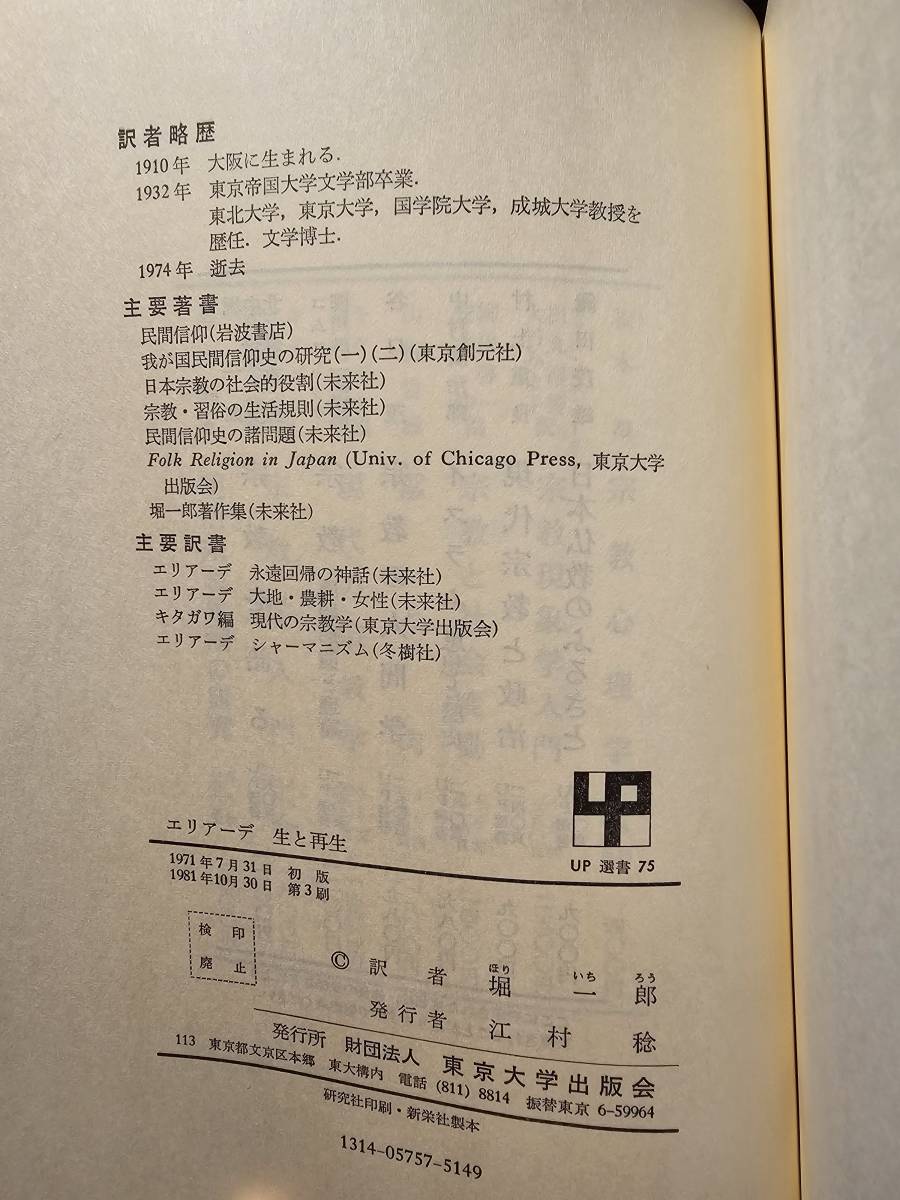 訳者略歴
1910年 大阪に生まれる.
1932年 東京帝国大学文学部卒業.
東北大学，東京大学，国学院大学，成城大学教授を
歴任．文学博士.
1974年 逝去
主要著書
民間信仰(岩波書店)
我が国民間信仰史の研究(一)(二)(東京創元社)
日本宗教の社会的役割(未来社)
宗教・習俗の生活規則(未来社)
民間信仰史の諸問題(未来社)
Folk Religion in Japan (Univ. of Chicago Press, 東京大学
出版会)
堀一郎著作集(未来社)
主要訳書
エリアーデ 永遠回帰の神話(未来社)
エリアーデ 大地・農耕・女性(未来社)
キタガワ編 現代の宗教学(東京大学出版会)
エリアーデ シャーマニズム(冬樹社)
UP
UP 選書 75
エリアーデ 生と再生
1971年7月31日 初版
1981年10月30日 第3刷
検印
廃止
© 訳者 堀一郎
ほり いち ろう
発行者 江村稔
発行所 財団法人 東京大学出版会
113 東京都文京区本郷 東大構内 電話 (811) 8814 振替東京 6-59964
研究社印刷・新栄社製本
1314-05757-5149